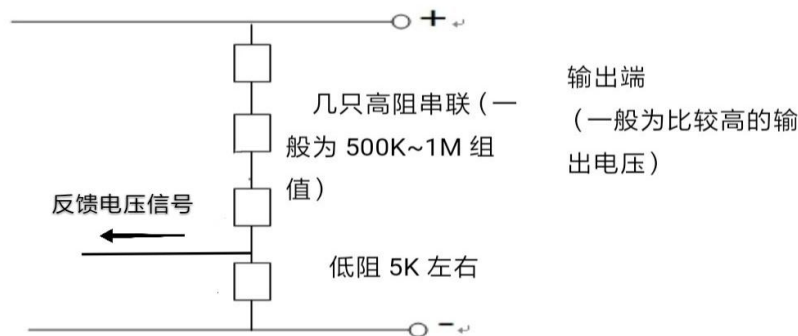 +
几只高阻串联（一
般为 500K~1M 组
值）
输出端
（一般为比较高的输
出电压）
反馈电压信号
低阻 5K 左右
-